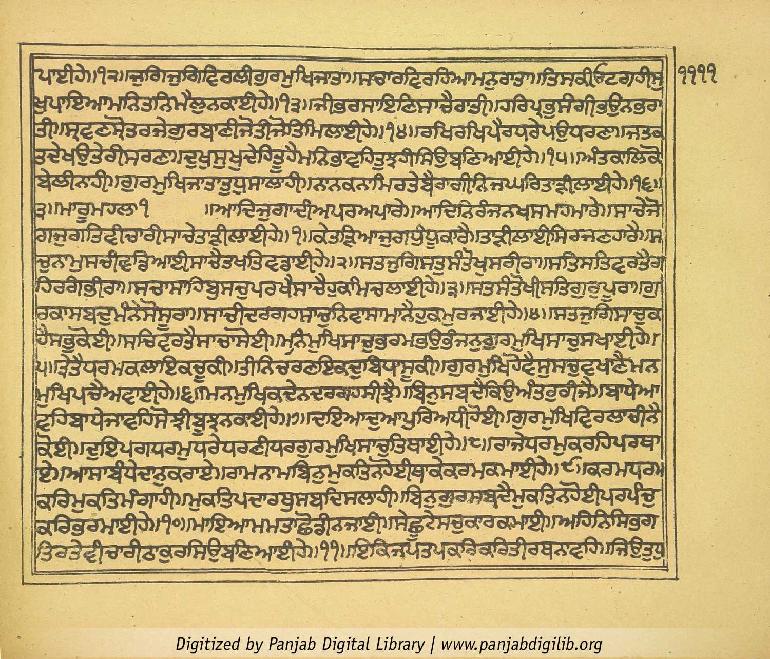 ਪਾਈਹੇ॥੧੨॥ਜੁਗਿਜੁਗਿਵਿਰਲੀਗੁਰਮੁਖਿਜਾਤਾ॥ਸਚਾਰਵਿਰਹਿਆਮਨੁਰਾਤਾ॥ਤਿਸਕੀਓਟਗਹੀਸੁ
੧੧੧੧
ਖੁਪਾਇਆਮਨਿਤਨਿਮੈਲੁਨਕਾਈਹੇ॥੧੩॥ਜੀਭਰਸਾਇਣਿਸਾਚੈਰਾਤੀ॥ਹਰਿਪ੍ਰਭੁਸੰਗੀਭਉਨਭਰਾ
ਤੀ॥ਸ੍ਰਵਣਸ੍ਰੋਤਰਜੇਗੁਰਬਾਣੀਜੋਤੀਜੋਤਿਮਿਲਾਈਹੇ॥੧੪॥ਰਖਿਰਖਿਪੈਰਧਰੇਪਉਧਰਣਾ॥ਜਤਕ
ਤਦੇਖਉਤੇਰੀਸਰਣਾ॥ਦੁਖੁਸੁਖੁਦੇਹਿਤੂਹੈਮਨਿਭਾਵਹਿਤੁਝਹੀਸਿਉਬਣਿਆਈਹੇ॥੧੫॥ਅੰਤਕਾਲਿਕੋ
ਬੇਲੀਨਾਹੀ॥ਗੁਰਮੁਖਿਜਾਤਾਤੁਧੁਸਾਲਾਹੀ॥ਨਾਨਕਨਾਮਿਰਤੇਬੈਰਾਗੀਨਿਜਘਰਿਤਾੜੀਲਾਈਹੇ॥੧੬॥
੩॥ਮਾਰੂਮਹਲਾ੧ ॥ਆਦਿਜੁਗਾਦੀਅਪਰਅਪਾਰੇ॥ਆਦਿਨਿਰੰਜਨਖਸਮਹਮਾਰੇ॥ਸਾਚੇਜੋ
ਗਜੁਗਤਿਵੀਚਾਰੀਸਾਚੇਤਾੜੀਲਾਈਹੇ॥੧॥ਕੇਤੜਿਆਜੁਗਧੁੰਧੂਕਾਰੈ॥ਤਾੜੀਲਾਈਸਿਰਜਣਹਾਰੈ॥ਸ
ਚੁਨਾਮੁਸਚੀਵਡਿਆਈਸਾਚੈਤਖਤਿਵਡਾਈਹੇ॥੨॥ਸਤਜੁਗਿਸਤੁਸੰਤੋਖੁਸਰੀਰਾ॥ਸਤਿਸਤਿਵਰਤੈਗ
ਹਿਰਗੰਭੀਰਾ॥ਸਚਾਸਾਹਿਬੁਸਚੁਪਰਖੈਸਾਚੈਹੁਕਮਿਚਲਾਈਹੇ॥੩॥ਸਤਸੰਤੋਖੀਸਤਿਗੁਰੁਪੂਰਾ॥ਗੁ
ਰਕਾਸਬਦੁਮੰਨੇਸੋਸੂਰਾ॥ਸਾਚੀਦਰਗਹਸਾਚੁਨਿਵਾਸਾਮਾਨੈਹੁਕਮੁਰਜਾਈਹੇ॥੪॥ਸਤਜੁਗਿਸਾਚੁਕ
ਹੈਸਭੁਕੋਈ॥ਸਚਿਵਰਤੈਸਾਚਾਸੋਈ॥ਮਨਿਮੁਖਿਸਾਚੁਭਰਮਭਉਭੰਜਨੁਗੁਰਮੁਖਿਸਾਚੁਸਖਾਈਹੇ॥
੫॥ਤ੍ਰੇਤੈਧਰਮਕਲਾਇਕਚੂਕੀ॥ਤੀਨਿਚਰਣਇਕਦੁਬਿਧਾਸੂਕੀ॥ਗੁਰਮੁਖਿਹੋਵੈਸੁਸਚੁਵਖਾਣੈਮਨ
ਮੁਖਿਪਚੈਅਵਾਈਹੇ॥੬॥ਮਨਮੁਖਿਕਦੇਨਦਰਗਹਸੀਝੈ॥ਬਿਨੁਸਬਦੈਕਿਉਅੰਤਰੁਰੀਝੈ॥ਬਾਧੇਆ
ਵਹਿਬਾਧੇਜਾਵਹਿਸੋਝੀਬੂਝਨਕਾਈਹੇ॥੭॥ਦਇਆਦੁਆਪੁਰਿਅਧੀਹੋਈ॥ਗੁਰਮੁਖਿਵਿਰਲਾਚੀਨੈ
ਕੋਈ॥ਦੁਇਪਗਧਰਮੁਧਰੇਧਰਣੀਧਰਗੁਰਮੁਖਿਸਾਚੁਤਿਥਾਈਹੇ॥੮॥ਰਾਜੇਧਰਮੁਕਰਹਿਪਰਥਾ
ਏ॥ਆਸਾਬੰਧੇਦਾਨੁਕਰਾਏ॥ਰਾਮਨਾਮਬਿਨੁਮੁਕਤਿਨਹੋਈਥਾਕੇਕਰਮਕਮਾਈਹੇ॥੯॥ਕਰਮਧਰਮ
ਕਰਿਮੁਕਤਿਮੰਗਾਹੀ॥ਮੁਕਤਿਪਦਾਰਥੁਸਬਦਿਸਲਾਹੀ॥ਬਿਨੁਗੁਰਸਬਦੈਮੁਕਤਿਨਹੋਈਪਰਪੰਚੁ
ਕਰਿਭਰਮਾਈਹੇ॥੧੦॥ਮਾਇਆਮਮਤਾਛੋਡੀਨਜਾਈ॥ਸੇਛੂਟੇਸਚੁਕਾਰਕਮਾਈ॥ਅਹਿਨਿਸਿਭਗ
ਤਿਰਤੇਵੀਚਾਰੀਠਾਕੁਰਸਿਉਬਣਿਆਈਹੇ॥੧੧॥ਇਕਿਜਪਤਪਕਰਿਕਰਿਤੀਰਥਨਾਵਹਿ॥ਜਿਉਤੁਧੁ
Digitized by Panjab Digital Library | www.panjabdigilib.org